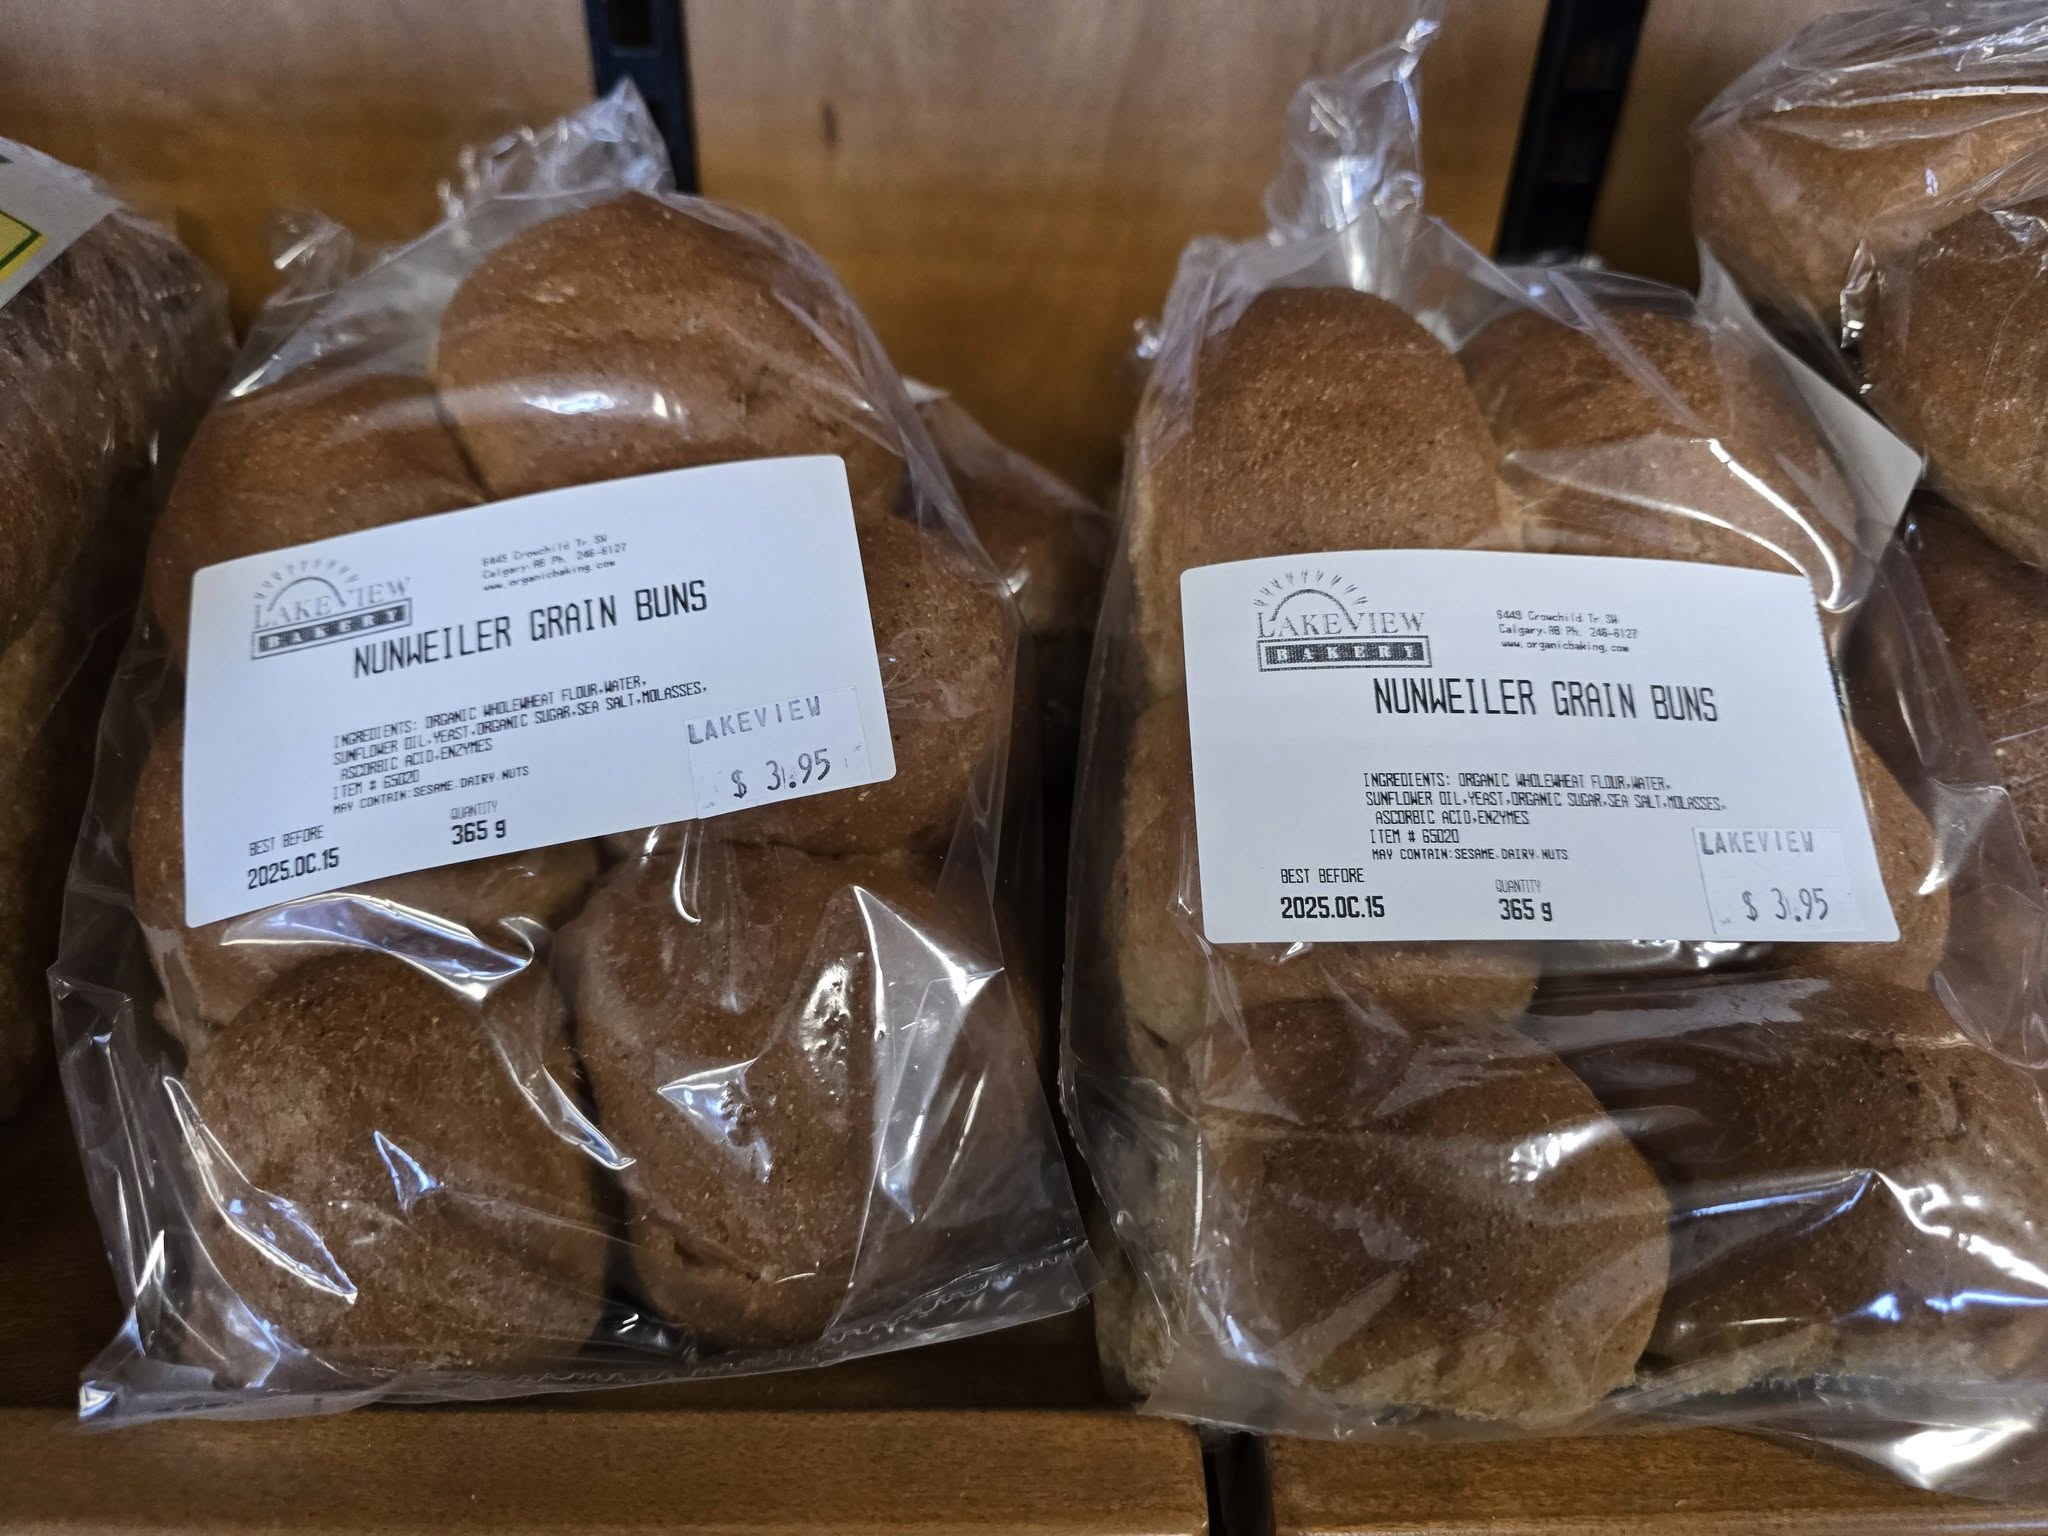 LAKEVIEW
BAKERY
6449 Crowchild Tr SW
Calgary.AB Ph. 246-6127
www.organicbaking.com
NUNWEILER GRAIN BUNS
INGREDIENTS: ORGANIC WHOLEWHEAT FLOUR,WATER,
SUNFLOWER OIL,YEAST,ORGANIC SUGAR,SEA SALT,MOLASSES,
ASCORBIC ACID,ENZYMES
ITEM # 65020
MAY CONTAIN:SESAME.DAIRY.NUTS
LAKEVIEW
$ 3.95
BEST BEFORE
2025.OC.15
QUANTITY
365 g
LAKEVIEW
BAKERY
6449 Crowchild Tr SW
Calgary.AB Ph. 246-6127
www.organicbaking.com
NUNWEILER GRAIN BUNS
INGREDIENTS: ORGANIC WHOLEWHEAT FLOUR,WATER,
SUNFLOWER OIL,YEAST,ORGANIC SUGAR,SEA SALT,MOLASSES,
ASCORBIC ACID,ENZYMES
ITEM # 65020
MAY CONTAIN:SESAME.DAIRY.NUTS
LAKEVIEW
$ 3.95
BEST BEFORE
2025.OC.15
QUANTITY
365 g